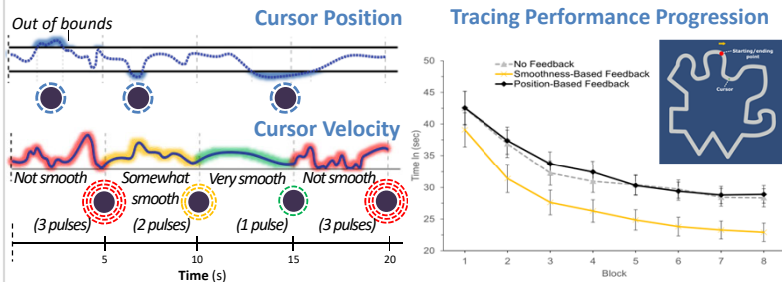 Cursor Position
Out of bounds
Cursor Velocity
Not smooth
Somewhat
smooth
Very smooth
Not smooth
(3 pulses)
(2 pulses)
(1 pulse)
(3 pulses)
5
10
15
20
Time (s)
Tracing Performance Progression
No Feedback
Smoothness-Based Feedback
Position-Based Feedback
Starting/ending
point
Cursor
Time In (sec)
50
45
40
35
30
25
20
1
2
3
4
5
6
7
8
Block